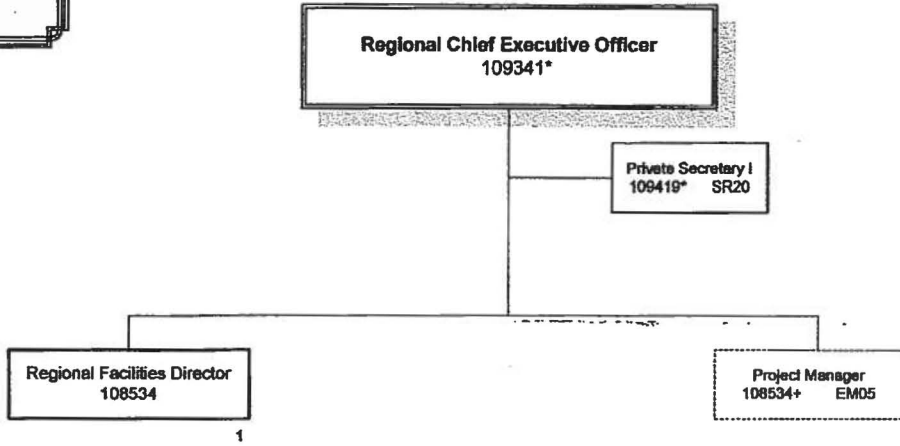 Regional Chief Executive Officer
109341*
Private Secretary I
109419* SR20
Regional Facilities Director
108534
1
Project Manager
108534+ EM05